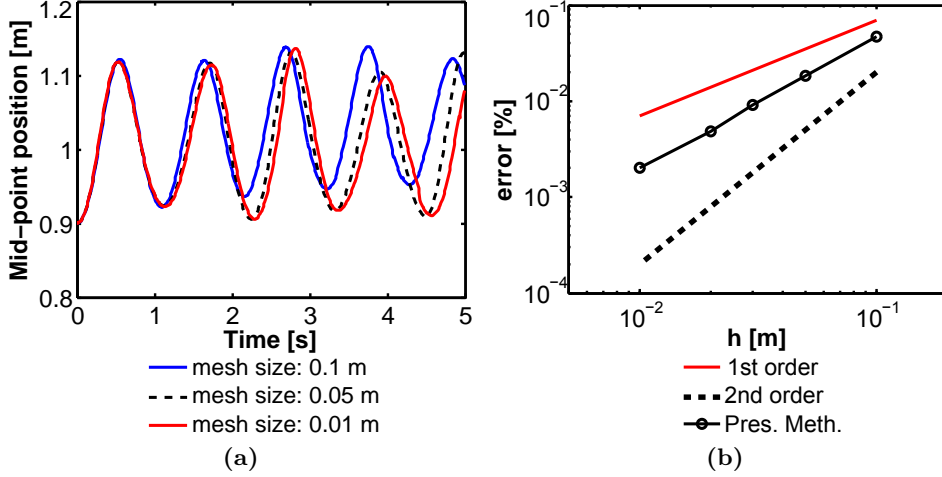 Mid−point position [m]
1.2
1.1
1
0.9
0.8
0 1 2 3 4 5
Time [s]
mesh size: 0.1 m
mesh size: 0.05 m
mesh size: 0.01 m
(a)
error [%]
10⁻¹
10⁻²
10⁻³
10⁻⁴
10⁻² 10⁻¹
h [m]
1st order
2nd order
Pres. Meth.
(b)